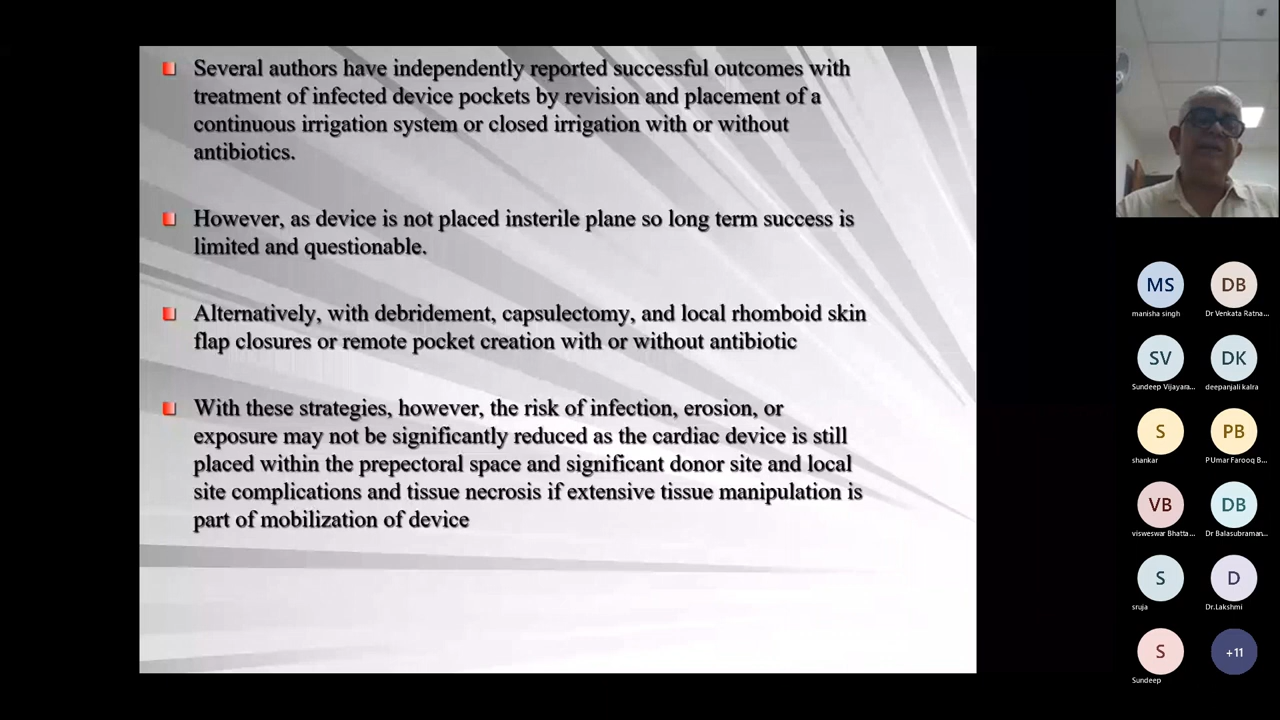 Several authors have independently reported successful outcomes with
treatment of infected device pockets by revision and placement of a
continuous irrigation system or closed irrigation with or without
antibiotics.
However, as device is not placed insterile plane so long term success is
limited and questionable.
Alternatively, with debridement, capsulectomy, and local rhomboid skin
flap closures or remote pocket creation with or without antibiotic
With these strategies, however, the risk of infection, erosion, or
exposure may not be significantly reduced as the cardiac device is still
placed within the prepectoral space and significant donor site and local
site complications and tissue necrosis if extensive tissue manipulation is
part of mobilization of device
MS
DB
manisha singh
Dr Venkata Ratna...
SV
DK
Sundeep Vijayara...
deepanjali kalra
S
PB
shankar
P Umar Farooq B...
VB
DB
visweswar Bhatta...
Dr Balasubraman...
S
D
sruja
Dr.Lakshmi
S
+11
Sundeep